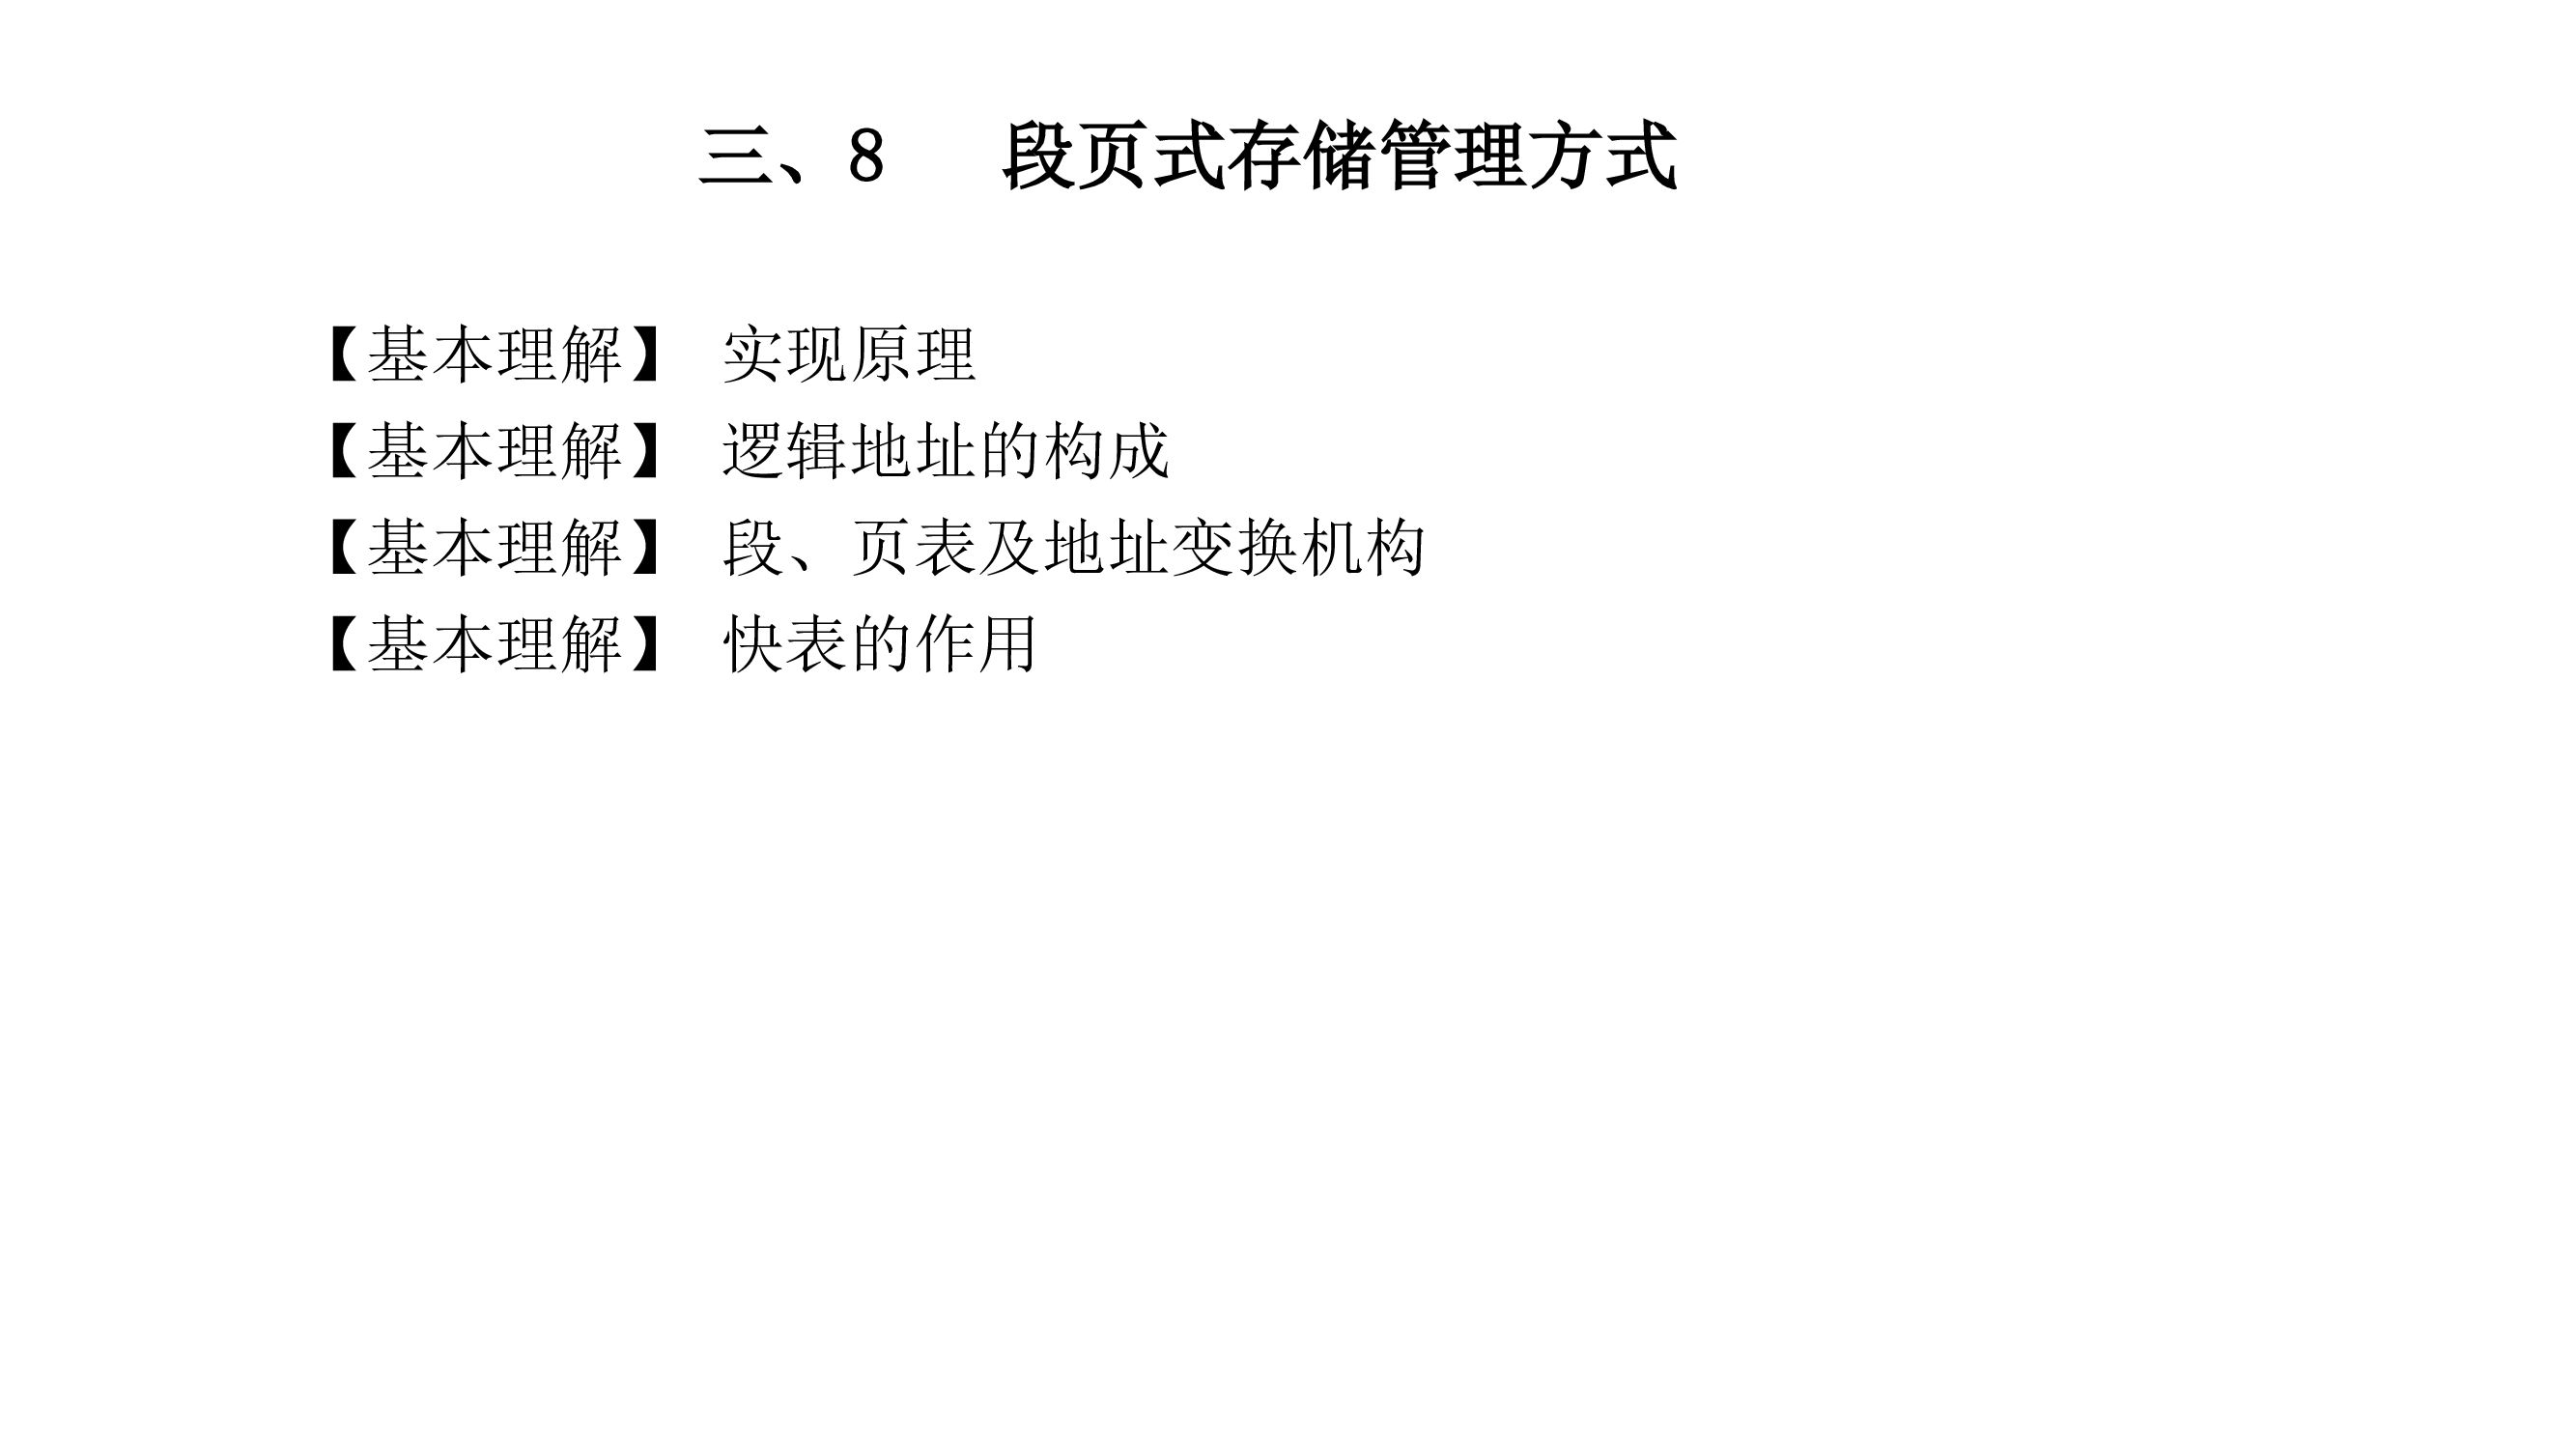 三、8 段页式存储管理方式
【基本理解】 实现原理
【基本理解】 逻辑地址的构成
【基本理解】 段、页表及地址变换机构
【基本理解】 快表的作用